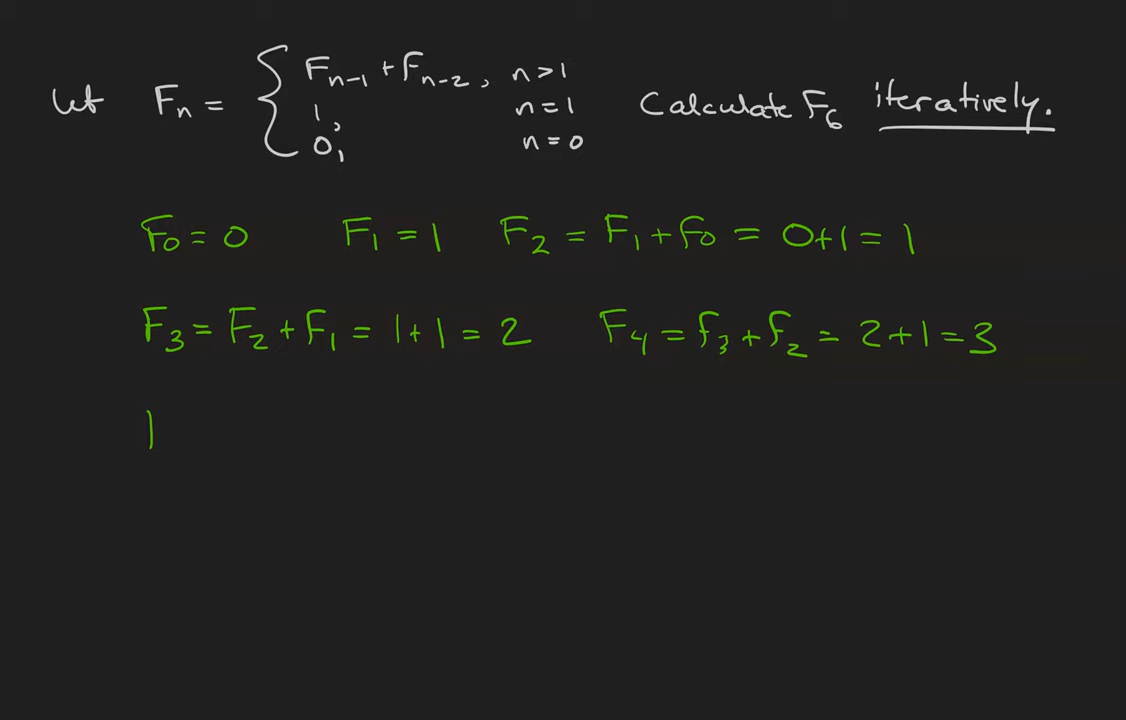 Let Fn = { Fn-1 + Fn-2, n > 1 Calculate F6 iteratively.
1, n = 1
0, n = 0
F0 = 0 F1 = 1 F2 = F1 + F0 = 0+1 = 1
F3 = F2 + F1 = 1+1 = 2 F4 = F3 + F2 = 2+1 = 3